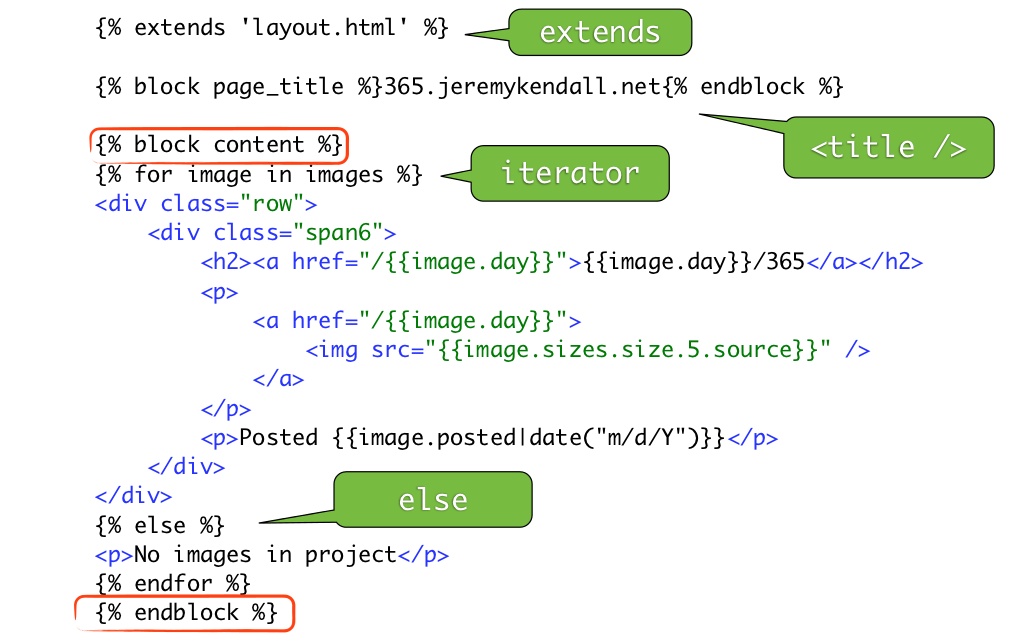 {% extends 'layout.html' %}
extends
{% block page_title %}365.jeremykendall.net{% endblock %}
<title />
{% block content %}
{% for image in images %}
iterator
<div class="row">
    <div class="span6">
        <h2><a href="/{{image.day}}">{{image.day}}/365</a></h2>
        <p>
            <a href="/{{image.day}}">
                <img src="{{image.sizes.size.5.source}}" />
            </a>
        </p>
        <p>Posted {{image.posted|date("m/d/Y")}}</p>
    </div>
</div>
else
{% else %}
<p>No images in project</p>
{% endfor %}
{% endblock %}